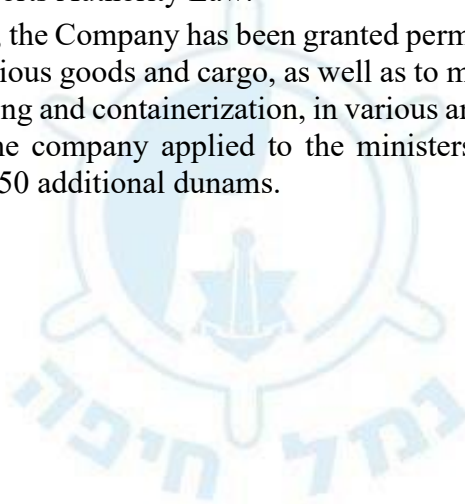 orts Authority Law.
, the Company has been granted perm
ious goods and cargo, as well as to m
ng and containerization, in various ar
e company applied to the ministers
50 additional dunams.
נמל חיפה